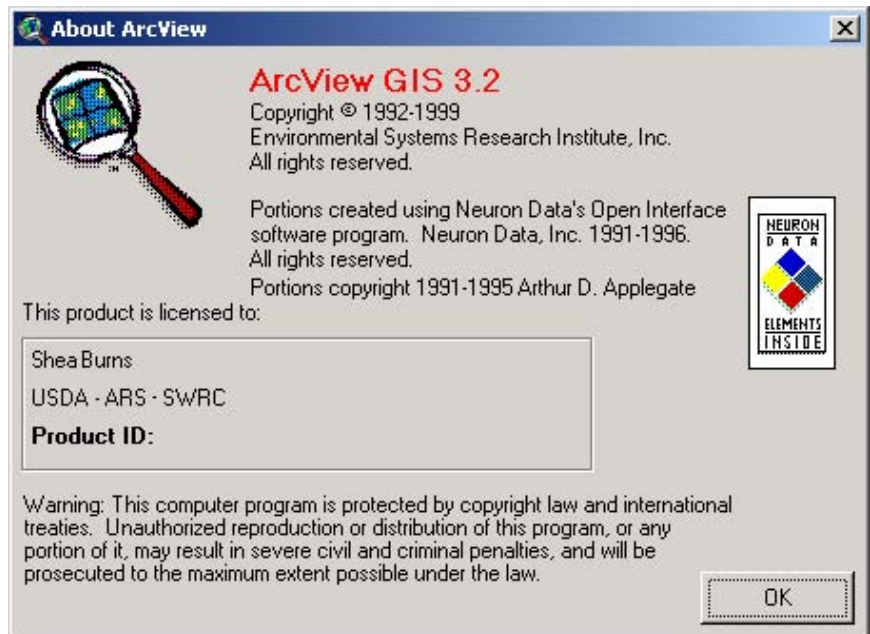 About ArcView
ArcView GIS 3.2
Copyright © 1992-1999
Environmental Systems Research Institute, Inc.
All rights reserved.
Portions created using Neuron Data's Open Interface
software program.  Neuron Data, Inc. 1991-1996.
All rights reserved.
Portions copyright 1991-1995 Arthur D. Applegate
NEURON
DATA
ELEMENTS
INSIDE
This product is licensed to:
Shea Burns
USDA - ARS - SWRC
Product ID:
Warning: This computer program is protected by copyright law and international
treaties.  Unauthorized reproduction or distribution of this program, or any
portion of it, may result in severe civil and criminal penalties, and will be
prosecuted to the maximum extent possible under the law.
OK